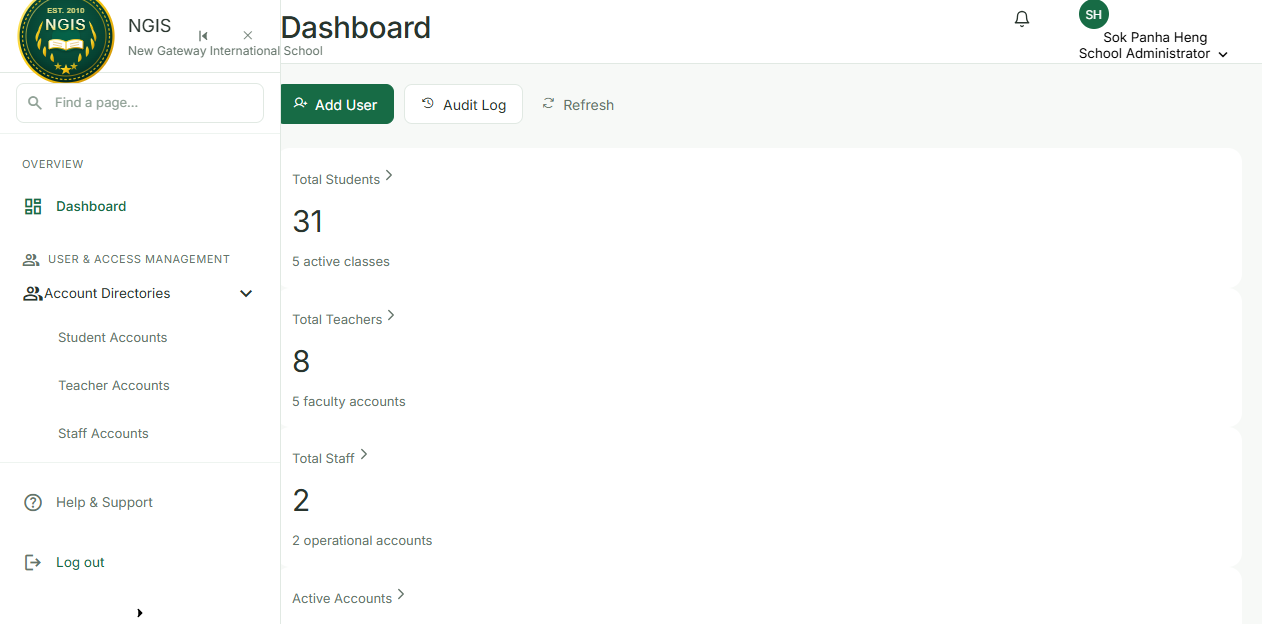 EST. 2010
NGIS
NGIS
New Gateway International School
Dashboard
SH
Sok Panha Heng
School Administrator
Find a page...
Add User
Audit Log
Refresh
OVERVIEW
Dashboard
USER & ACCESS MANAGEMENT
Account Directories
Student Accounts
Teacher Accounts
Staff Accounts
Help & Support
Log out
Total Students
31
5 active classes
Total Teachers
8
5 faculty accounts
Total Staff
2
2 operational accounts
Active Accounts